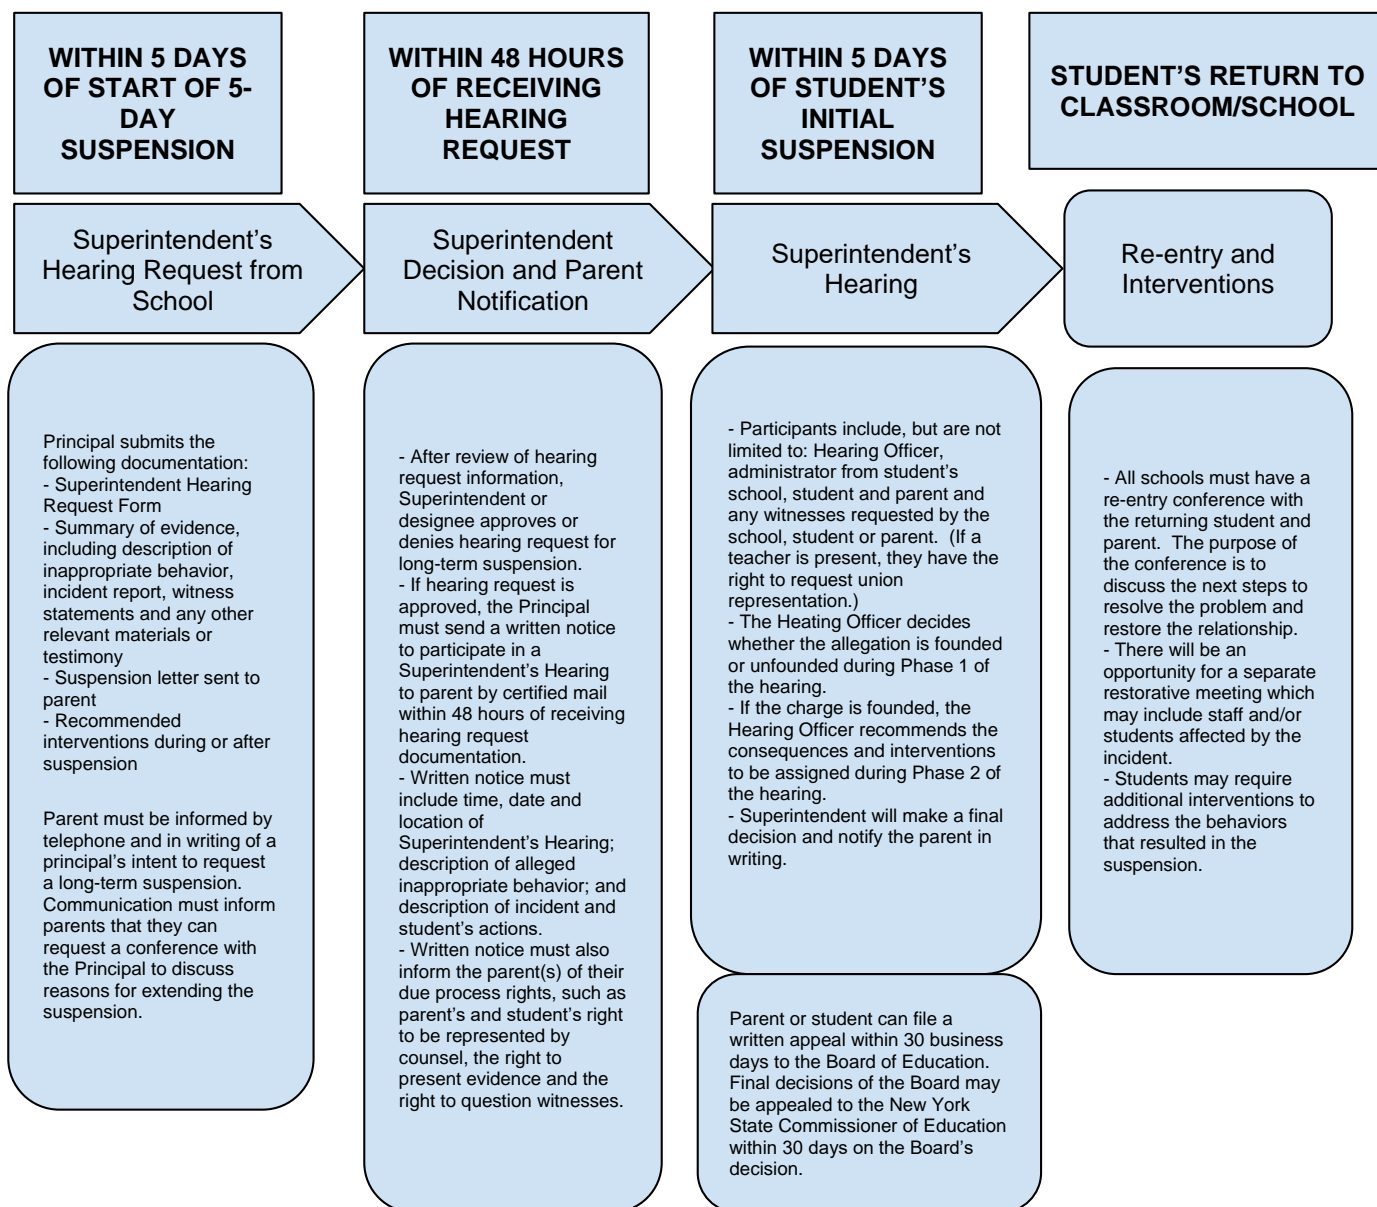 WITHIN 5 DAYS
OF START OF 5-
DAY
SUSPENSION
WITHIN 48 HOURS
OF RECEIVING
HEARING
REQUEST
WITHIN 5 DAYS
OF STUDENT'S
INITIAL
SUSPENSION
STUDENT'S RETURN TO
CLASSROOM/SCHOOL
Superintendent's
Hearing Request from
School
Superintendent
Decision and Parent
Notification
Superintendent's
Hearing
Re-entry and
Interventions
Principal submits the
following documentation:
- Superintendent Hearing
Request Form
- Summary of evidence,
including description of
inappropriate behavior,
incident report, witness
statements and any other
relevant materials or
testimony
- Suspension letter sent to
parent
- Recommended
interventions during or after
suspension
Parent must be informed by
telephone and in writing of a
principal's intent to request
a long-term suspension.
Communication must inform
parents that they can
request a conference with
the Principal to discuss
reasons for extending the
suspension.
- After review of hearing
request information,
Superintendent or
designee approves or
denies hearing request for
long-term suspension.
- If hearing request is
approved, the Principal
must send a written notice
to participate in a
Superintendent's Hearing
to parent by certified mail
within 48 hours of receiving
hearing request
documentation.
- Written notice must
include time, date and
location of
Superintendent's Hearing;
description of alleged
inappropriate behavior; and
description of incident and
student's actions.
- Written notice must also
inform the parent(s) of their
due process rights, such as
parent's and student's right
to be represented by
counsel, the right to
present evidence and the
right to question witnesses.
- Participants include, but are not
limited to: Hearing Officer,
administrator from student's
school, student and parent and
any witnesses requested by the
school, student or parent.  (If a
teacher is present, they have the
right to request union
representation.)
- The Heating Officer decides
whether the allegation is founded
or unfounded during Phase 1 of
the hearing.
- If the charge is founded, the
Hearing Officer recommends the
consequences and interventions
to be assigned during Phase 2 of
the hearing.
- Superintendent will make a final
decision and notify the parent in
writing.
Parent or student can file a
written appeal within 30 business
days to the Board of Education.
Final decisions of the Board may
be appealed to the New York
State Commissioner of Education
within 30 days on the Board's
decision.
- All schools must have a
re-entry conference with
the returning student and
parent.  The purpose of
the conference is to
discuss the next steps to
resolve the problem and
restore the relationship.
- There will be an
opportunity for a separate
restorative meeting which
may include staff and/or
students affected by the
incident.
- Students may require
additional interventions to
address the behaviors
that resulted in the
suspension.